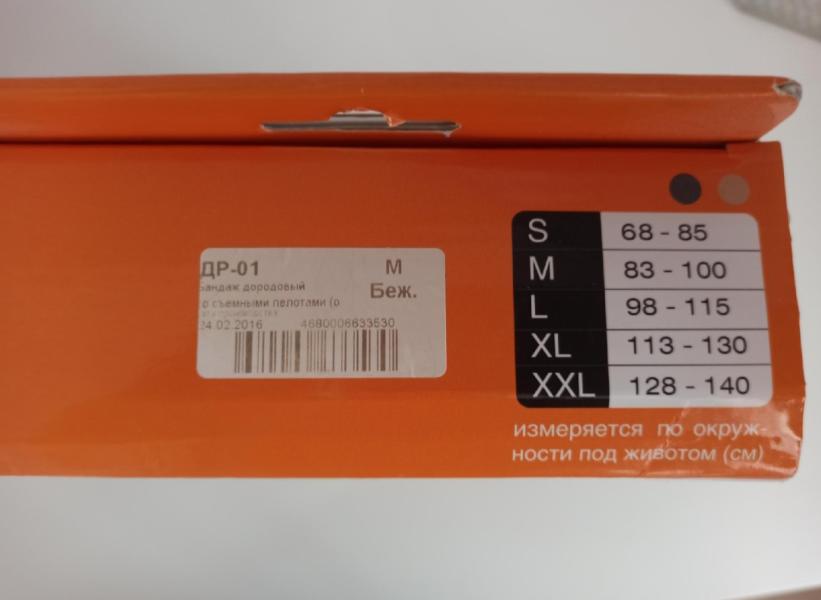 ДР-01 М
Бандаж дородовый Беж.
со съемными пелотами (о
24.02.2016 4680006633530
S 68 - 85
M 83 - 100
L 98 - 115
XL 113 - 130
XXL 128 - 140
измеряется по окруж-
ности под животом (см)